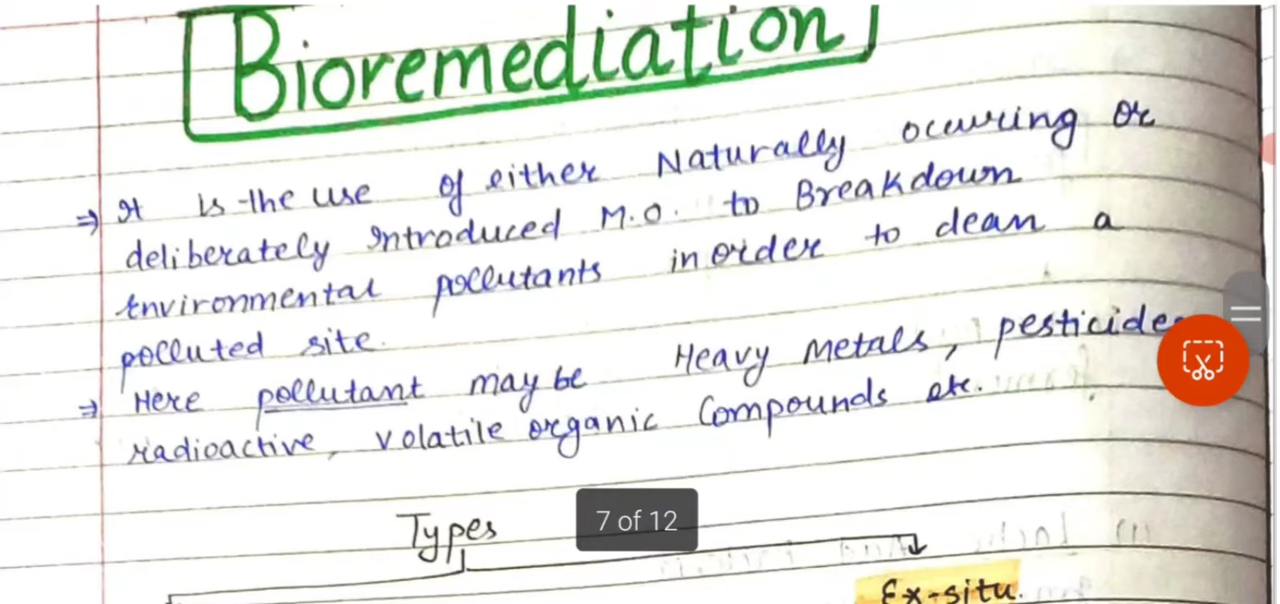 Bioremediation
⇒ It is the use of either Naturally ocurring or
deliberately Introduced M.O. to Breakdown
Environmental pollutants in order to clean a
polluted site.
⇒ Here pollutant may be Heavy metals, pesticides
radioactive, volatile organic Compounds etc.
7 of 12
Types
Ex-situ.